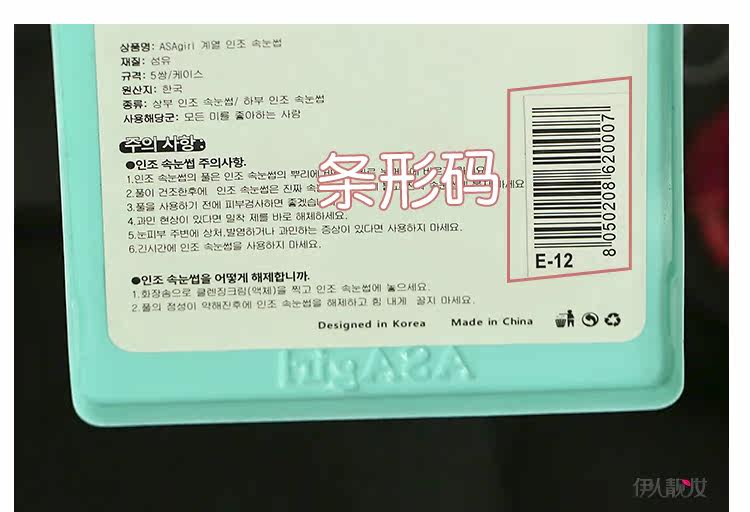 상품명: ASAgirl 계열 인조 속눈썹
재질: 섬유
규격: 5쌍/케이스
원산지: 한국
종류: 상부 인조 속눈썹/ 하부 인조 속눈썹
사용해당군: 모든 미를 좋아하는 사람
주의 사항:
●인조 속눈썹 주의사항.
1.인조 속눈썹의 풀은 인조 속눈썹의 뿌리에
2.풀이 건조한후에 인조 속눈썹은 진짜 마세요
3.풀을 사용하기 전에 피부검사하면 좋겠습
4.과민 현상이 있다면 밀착 제를 바로 해제하세요.
5.눈피부 주변에 상처,발염하거나 과민하는 증상이 있다면 사용하지 마세요.
6.긴시간에 인조 속눈썹을 사용하지 마세요.
条形码
8 050208 620007
E-12
●인조 속눈썹을 어떻게 해제합니까.
1.화장솜으로 클렌징크림(액체)을 찍고 인조 속눈썹에 놓으세요.
2.풀의 점성이 약해진후에 인조 속눈썹을 해제하고 힘 내게 끌지 마세요.
Designed in Korea Made in China
ASAgirl
伊人靓妆